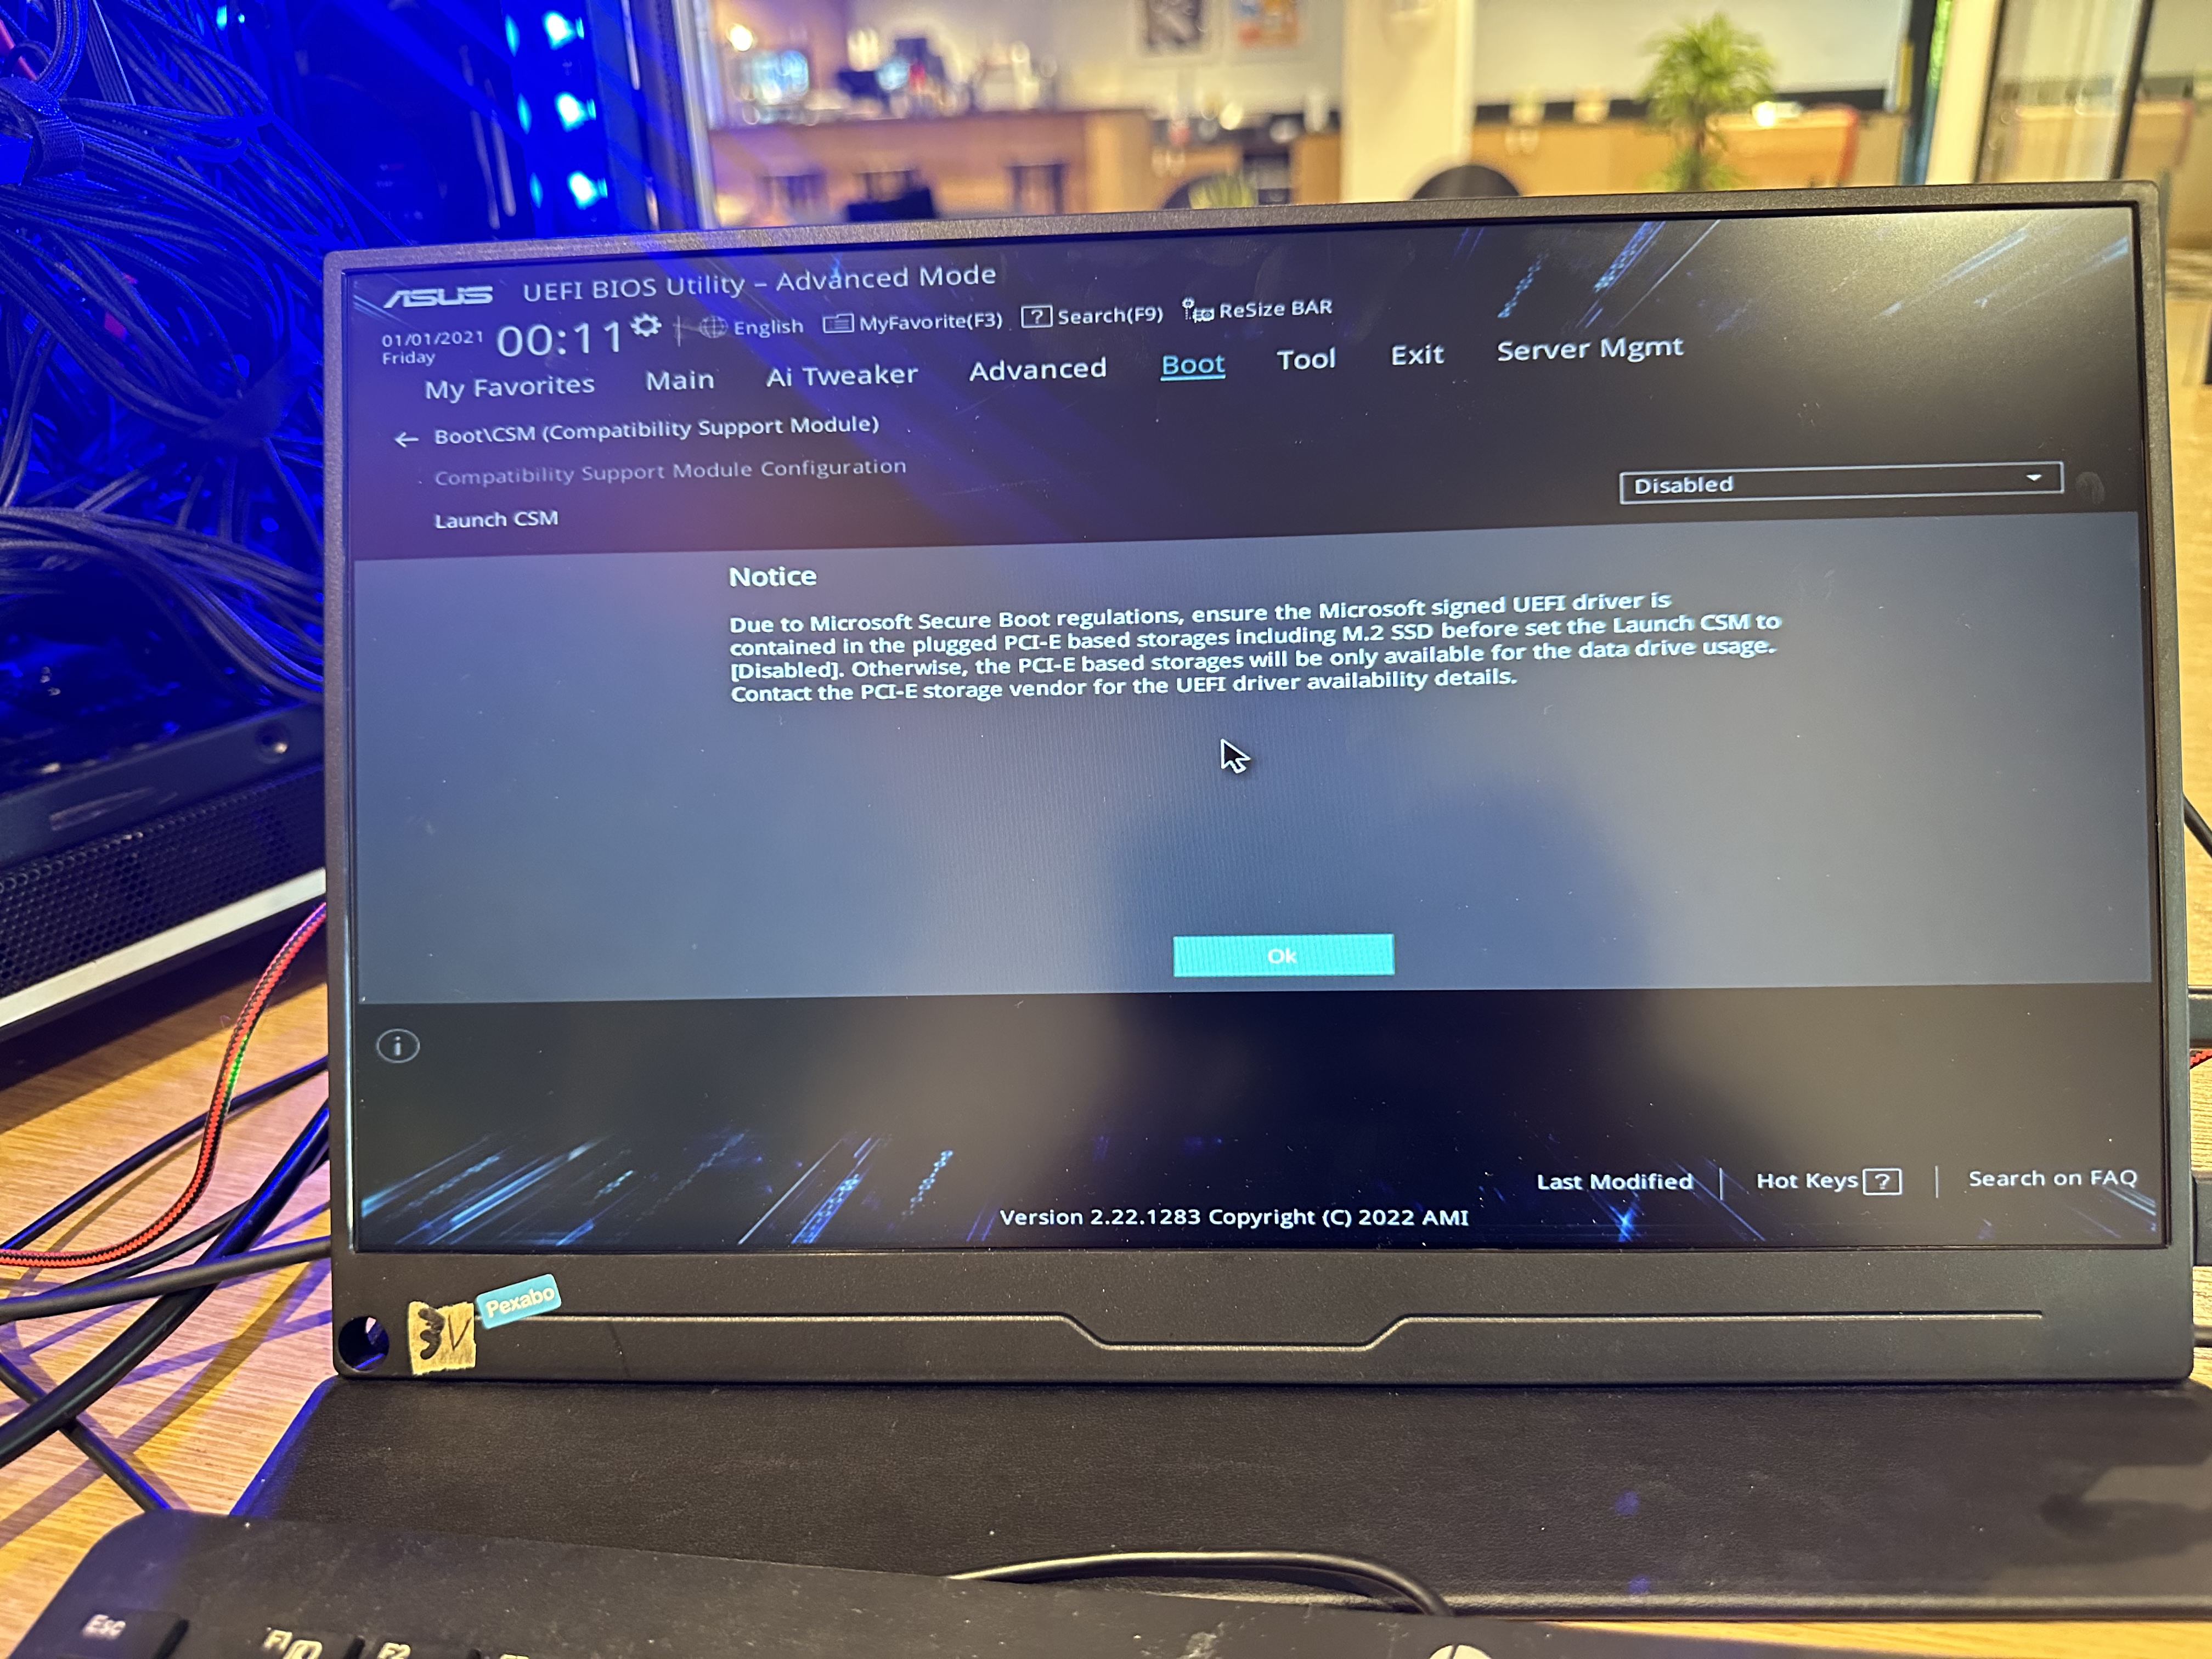 ASUS UEFI BIOS Utility – Advanced Mode
01/01/2021
Friday
00:11
English MyFavorite(F3) ? Search(F9) ReSize BAR
My Favorites Main Ai Tweaker Advanced Boot Tool Exit Server Mgmt
← Boot\CSM (Compatibility Support Module)
Compatibility Support Module Configuration
Launch CSM
Disabled
Notice
Due to Microsoft Secure Boot regulations, ensure the Microsoft signed UEFI driver is
contained in the plugged PCI-E based storages including M.2 SSD before set the Launch CSM to
[Disabled]. Otherwise, the PCI-E based storages will be only available for the data drive usage.
Contact the PCI-E storage vendor for the UEFI driver availability details.
Ok
i
Last Modified Hot Keys ? Search on FAQ
Version 2.22.1283 Copyright (C) 2022 AMI
Pexabo
Esc F1 F2